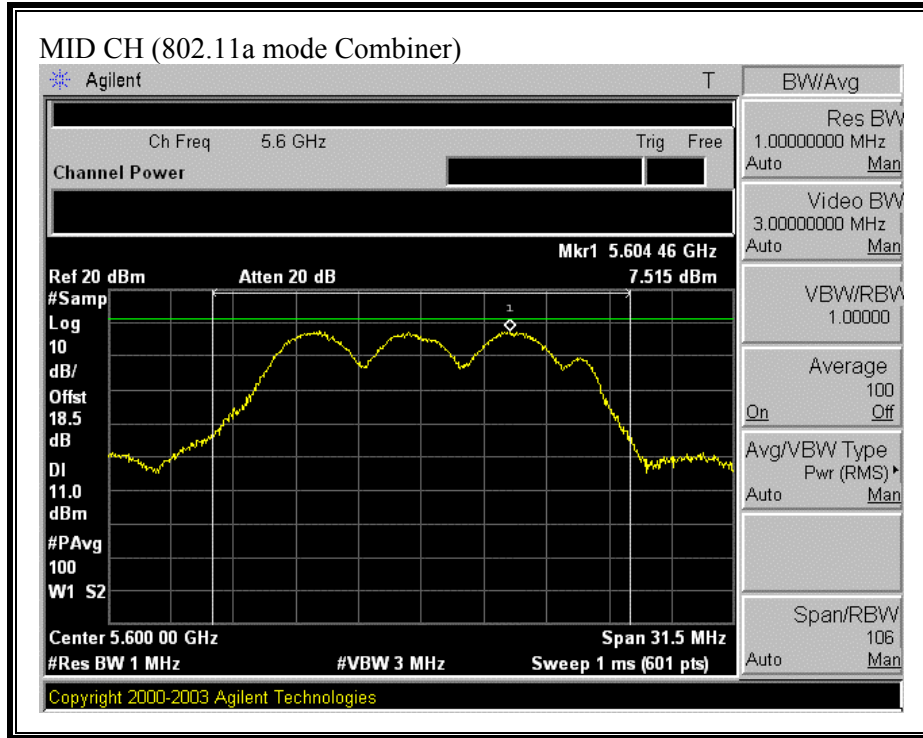 MID CH (802.11a mode Combiner)
Agilent T
Ch Freq 5.6 GHz Trig Free
Channel Power
Mkr1 5.604 46 GHz
Ref 20 dBm Atten 20 dB 7.515 dBm
#Samp
Log
10
dB/
Offst
18.5
dB
DI
11.0
dBm
#PAvg
100
W1 S2
1
Center 5.600 00 GHz Span 31.5 MHz
#Res BW 1 MHz #VBW 3 MHz Sweep 1 ms (601 pts)
Copyright 2000-2003 Agilent Technologies
BW/Avg
Res BW
1.00000000 MHz
Auto Man
Video BW
3.00000000 MHz
Auto Man
VBW/RBW
1.00000
Average
100
On Off
Avg/VBW Type
Pwr (RMS)
Auto Man
Span/RBW
106
Auto Man